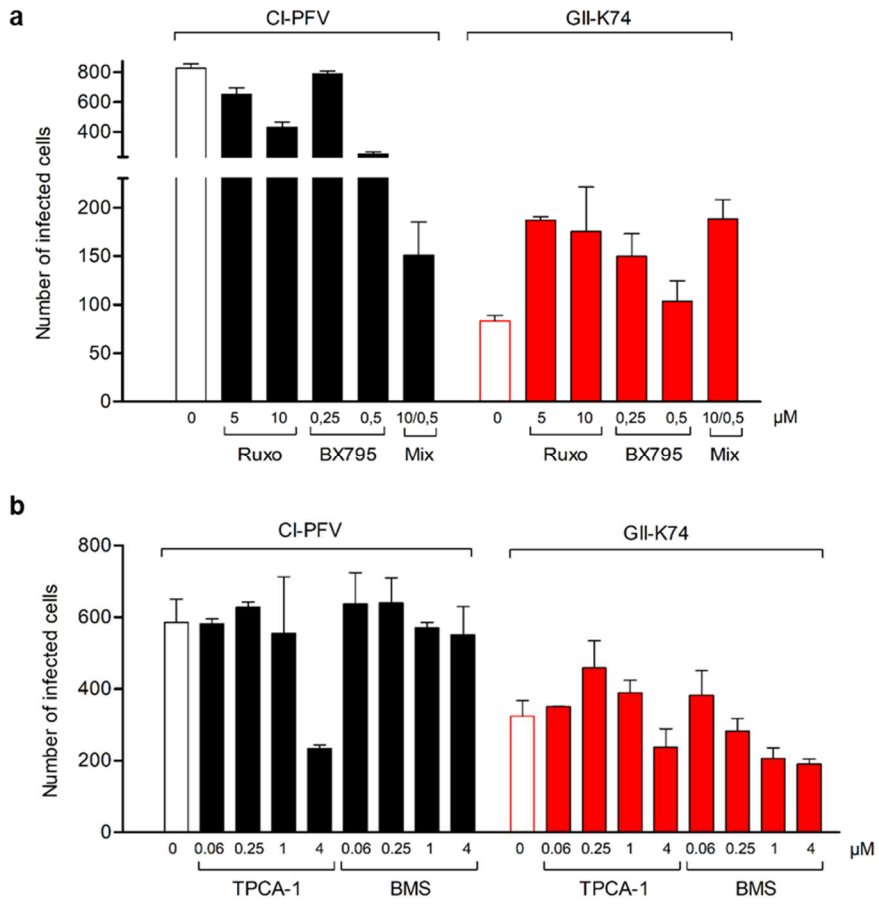 a
CI-PFV GII-K74
Number of infected cells
800
600
400
200
150
100
50
0
0 5 10 0,25 0,5 10/0,5 0 5 10 0,25 0,5 10/0,5 µM
Ruxo BX795 Mix Ruxo BX795 Mix
b
CI-PFV GII-K74
Number of infected cells
800
600
400
200
0
0 0.06 0.25 1 4 0.06 0.25 1 4 0 0.06 0.25 1 4 0.06 0.25 1 4 µM
TPCA-1 BMS TPCA-1 BMS